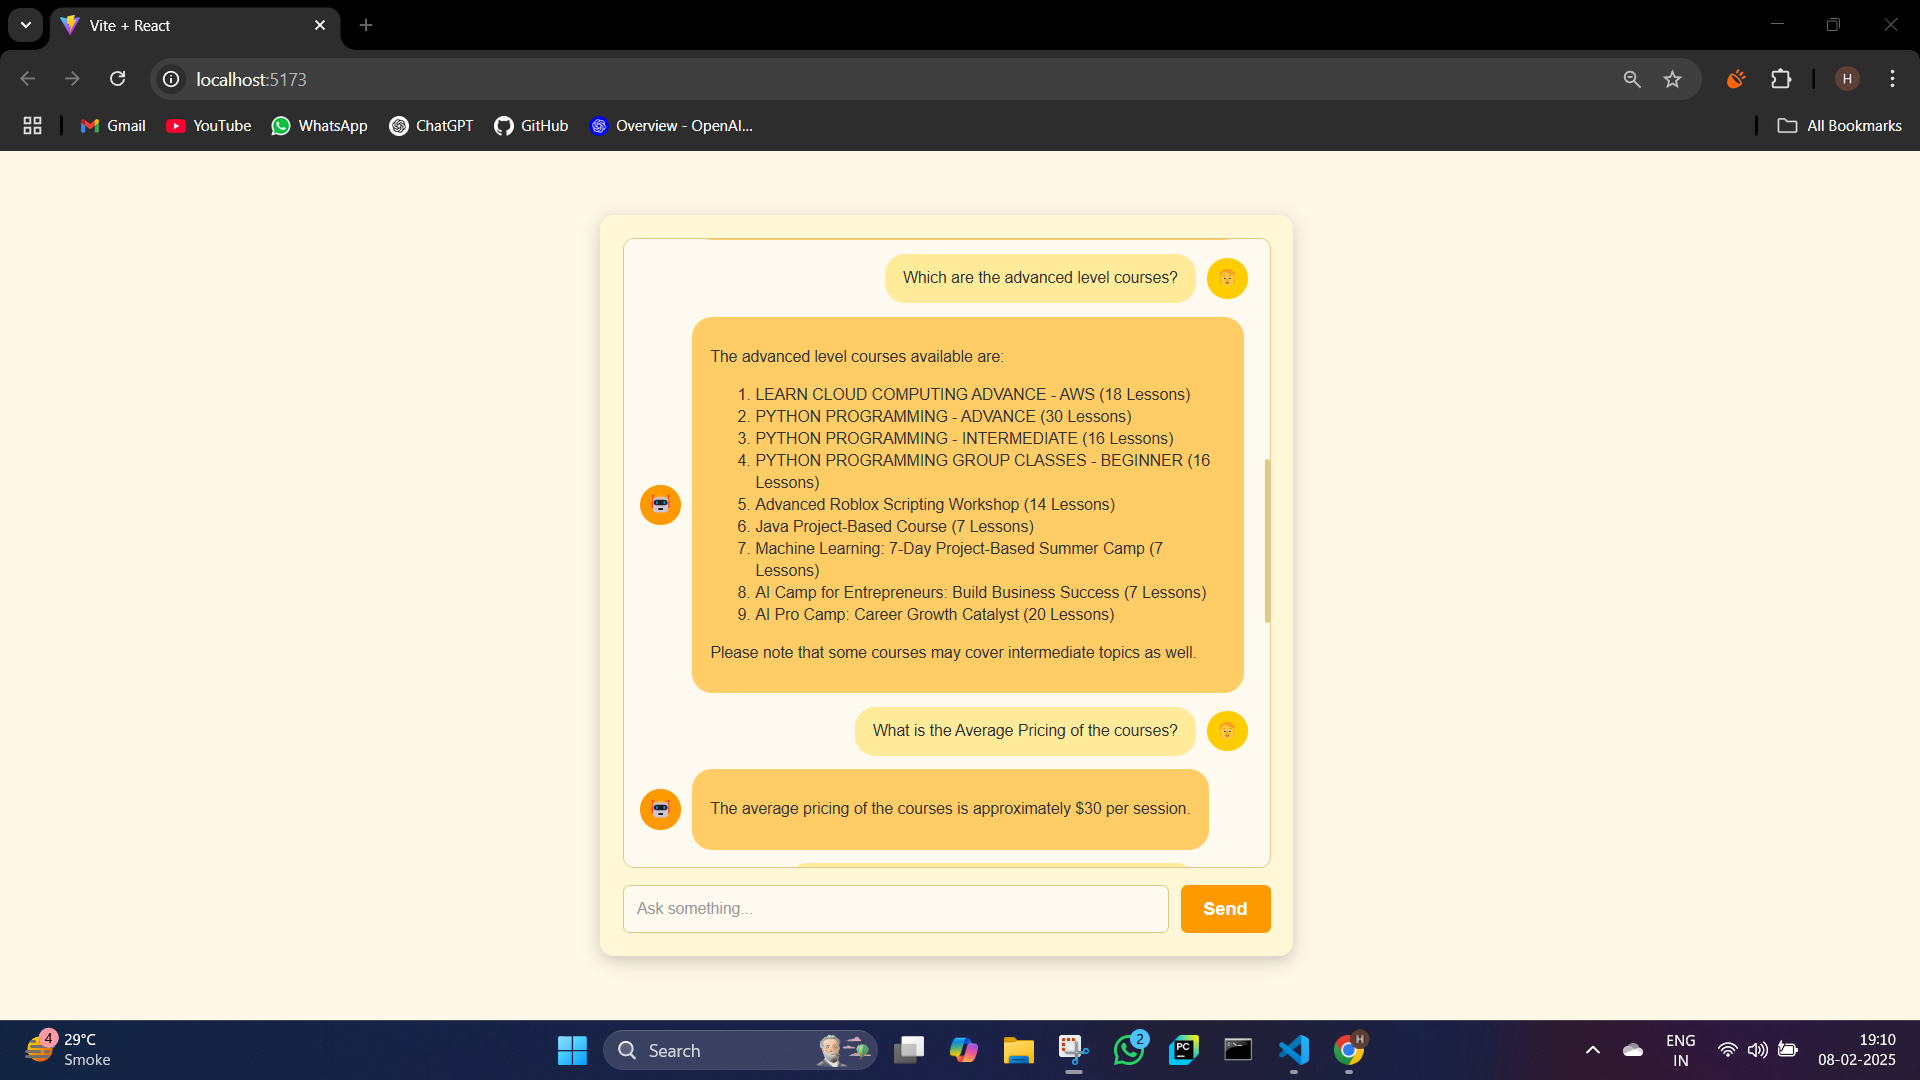 Vite + React
localhost:5173
H
Gmail
YouTube
WhatsApp
ChatGPT
GitHub
Overview - OpenAI...
All Bookmarks
Which are the advanced level courses?
The advanced level courses available are:
1. LEARN CLOUD COMPUTING ADVANCE - AWS (18 Lessons)
2. PYTHON PROGRAMMING - ADVANCE (30 Lessons)
3. PYTHON PROGRAMMING - INTERMEDIATE (16 Lessons)
4. PYTHON PROGRAMMING GROUP CLASSES - BEGINNER (16
Lessons)
5. Advanced Roblox Scripting Workshop (14 Lessons)
6. Java Project-Based Course (7 Lessons)
7. Machine Learning: 7-Day Project-Based Summer Camp (7
Lessons)
8. AI Camp for Entrepreneurs: Build Business Success (7 Lessons)
9. AI Pro Camp: Career Growth Catalyst (20 Lessons)
Please note that some courses may cover intermediate topics as well.
What is the Average Pricing of the courses?
The average pricing of the courses is approximately $30 per session.
Ask something...
Send
4
29°C
Smoke
Search
2
PC
H
ENG
IN
19:10
08-02-2025